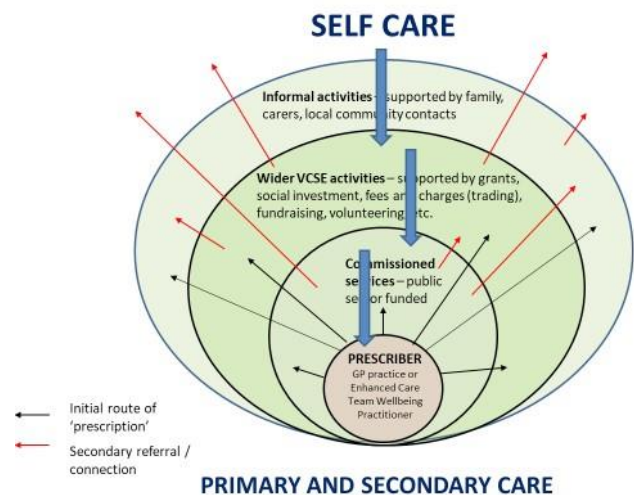 SELF CARE
Informal activities – supported by family,
carers, local community contacts
Wider VCSE activities – supported by grants,
social investment, fees and charges (trading),
fundraising, volunteering etc.
Commissioned
services – public
sector funded
PRESCRIBER
GP practice or
Enhanced Care
Team Wellbeing
Practitioner
Initial route of
'prescription'
Secondary referral /
connection
PRIMARY AND SECONDARY CARE